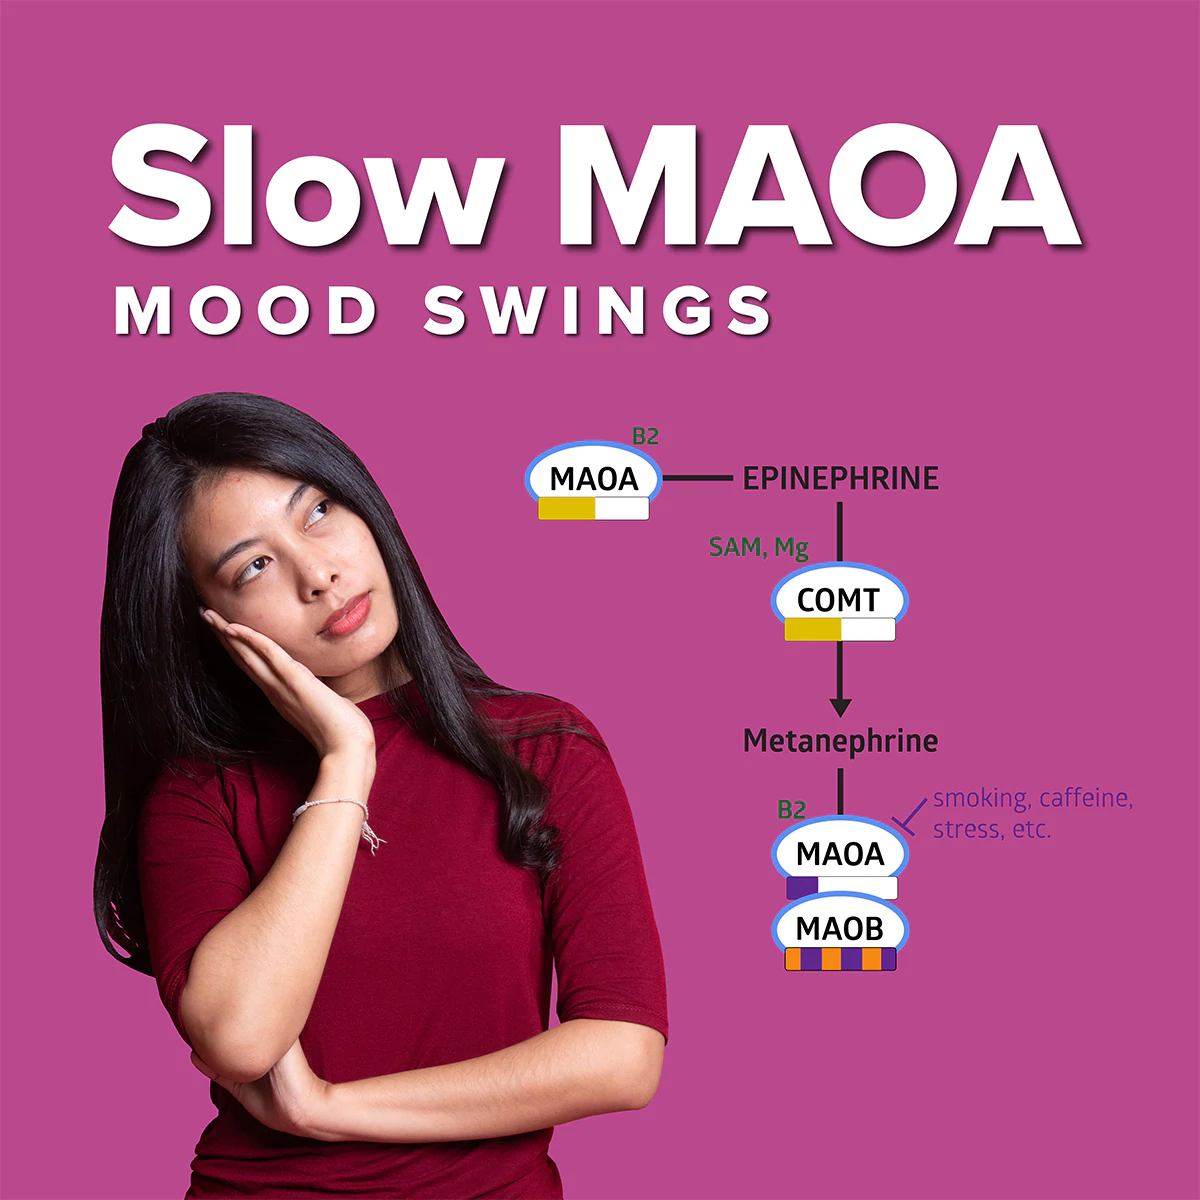 Slow MAOA
MOOD SWINGS
B2
MAOA
EPINEPHRINE
SAM, Mg
COMT
Metanephrine
B2
smoking, caffeine,
stress, etc.
MAOA
MAOB